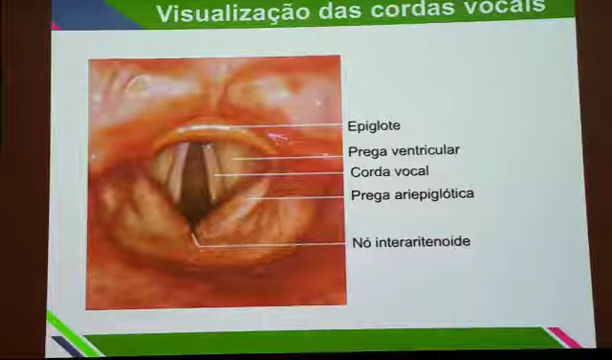 Visualização das cordas vocais
Epiglote
Prega ventricular
Corda vocal
Prega ariepiglótica
Nó interaritenoide